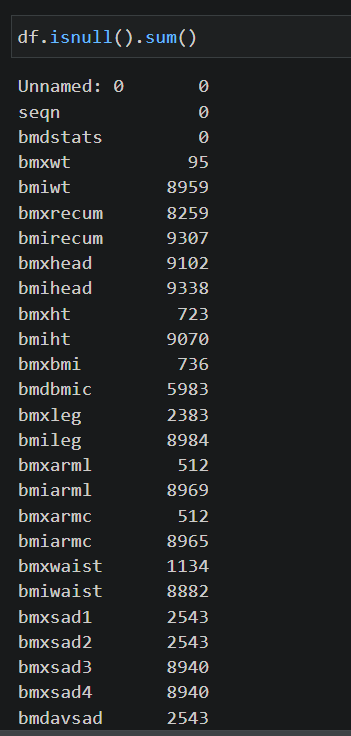 df.isnull().sum()
Unnamed: 0 0
seqn 0
bmdstats 0
bmxwt 95
bmiwt 8959
bmxrecum 8259
bmirecum 9307
bmxhead 9102
bmihead 9338
bmxht 723
bmiht 9070
bmxbmi 736
bmdbmic 5983
bmxleg 2383
bmileg 8984
bmxarml 512
bmiarml 8969
bmxarmc 512
bmiarmc 8965
bmxwaist 1134
bmiwaist 8882
bmxsad1 2543
bmxsad2 2543
bmxsad3 8940
bmxsad4 8940
bmdavsad 2543